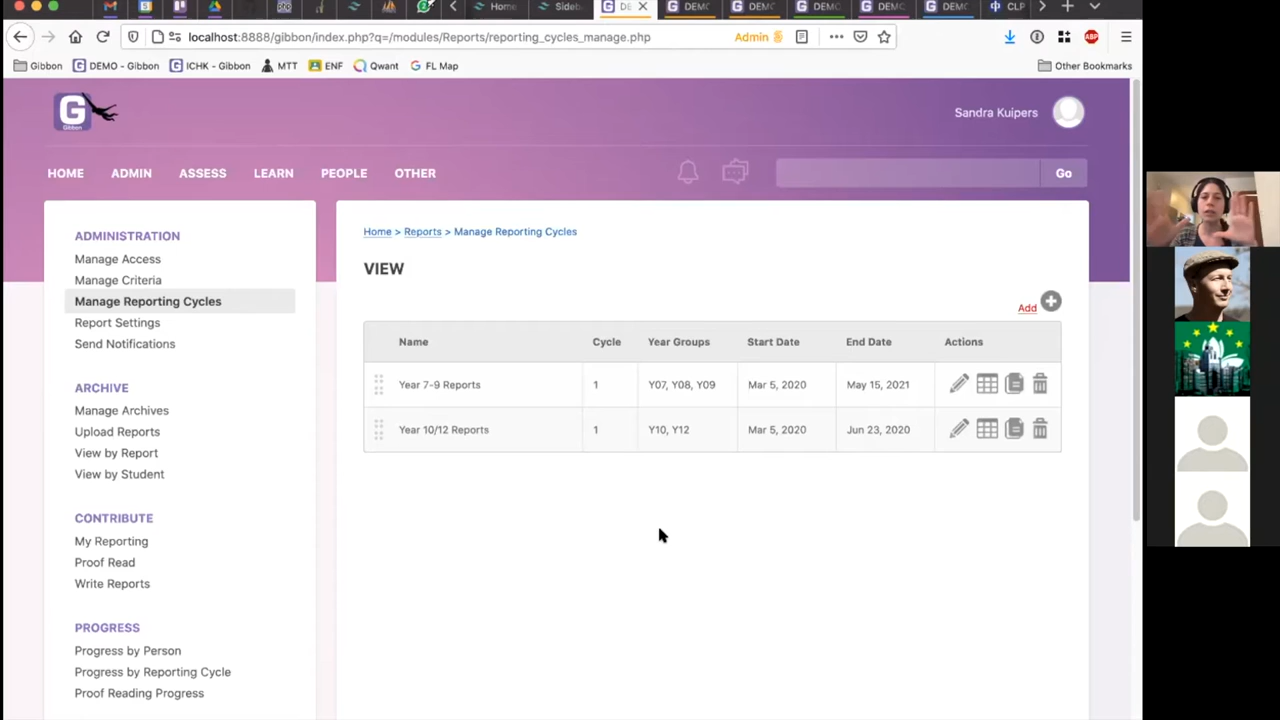 Home
Sideb
DE
DEMO
DEMO
DEMO
DEMO
DEMO
CLP
localhost:8888/gibbon/index.php?q=/modules/Reports/reporting_cycles_manage.php
Admin
ABP
Gibbon
DEMO - Gibbon
ICHK - Gibbon
MTT
ENF
Qwant
FL Map
Other Bookmarks
G
Gibbon
Sandra Kuipers
HOME
ADMIN
ASSESS
LEARN
PEOPLE
OTHER
Go
ADMINISTRATION
Manage Access
Manage Criteria
Manage Reporting Cycles
Report Settings
Send Notifications
ARCHIVE
Manage Archives
Upload Reports
View by Report
View by Student
CONTRIBUTE
My Reporting
Proof Read
Write Reports
PROGRESS
Progress by Person
Progress by Reporting Cycle
Proof Reading Progress
Home > Reports > Manage Reporting Cycles
VIEW
Add
Name Cycle Year Groups Start Date End Date Actions
Year 7-9 Reports 1 Y07, Y08, Y09 Mar 5, 2020 May 15, 2021
Year 10/12 Reports 1 Y10, Y12 Mar 5, 2020 Jun 23, 2020